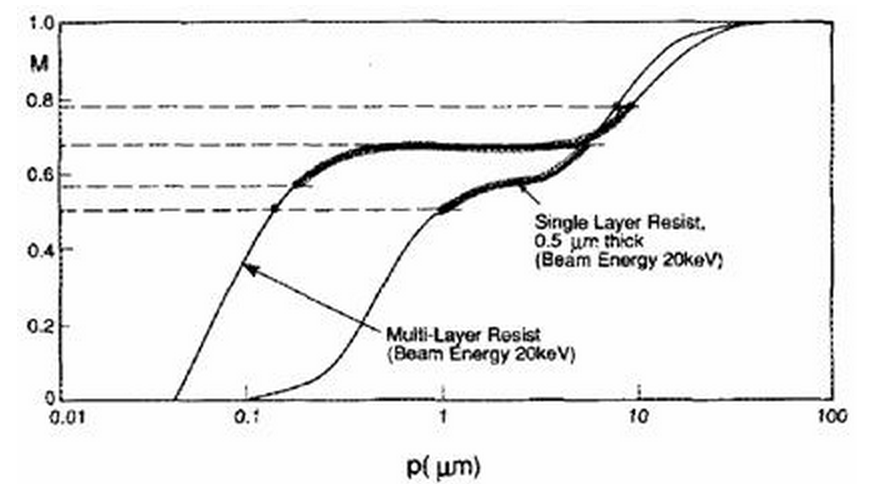 1.0
M
0.8
0.6
0.4
0.2
0
0.01 0.1 1 10 100
p( μm)
Single Layer Resist,
0.5 μm thick
(Beam Energy 20keV)
Multi-Layer Resist
(Beam Energy 20keV)